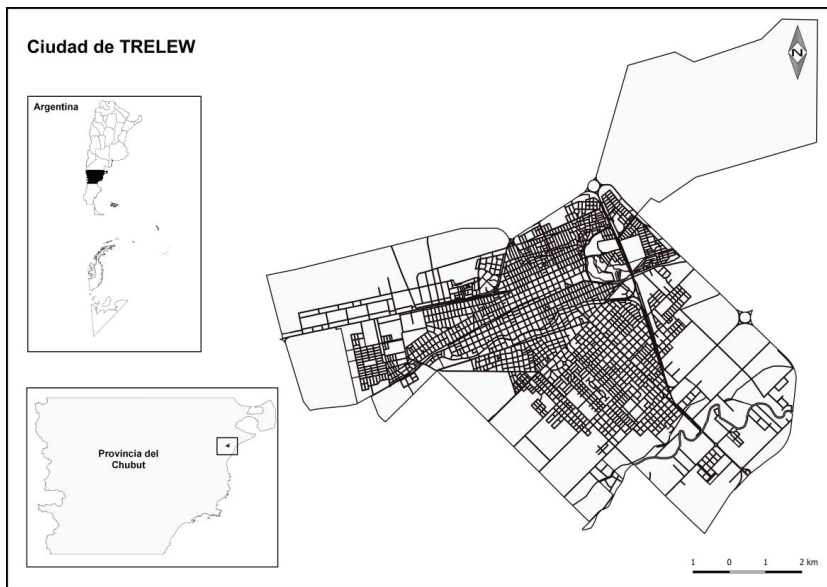 Ciudad de TRELEW
N
Argentina
Provincia del
Chubut
1 0 1 2 km